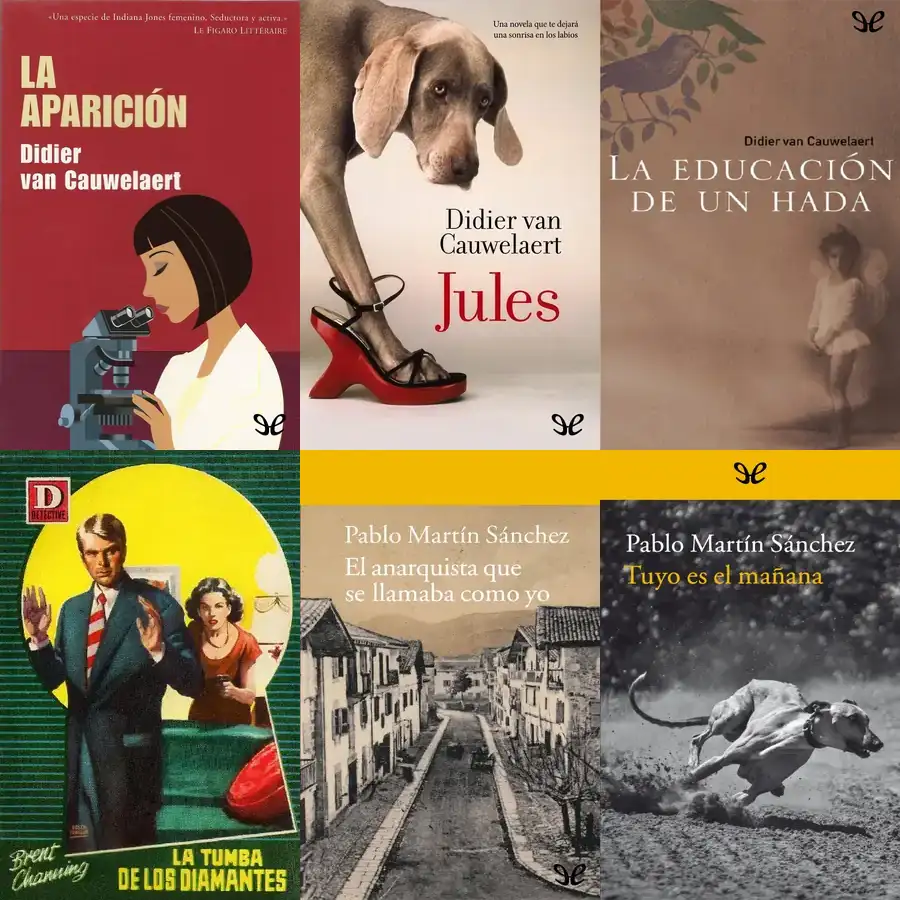 «Una especie de Indiana Jones femenino. Seductora y activa.»
LE FIGARO LITTÉRAIRE
LA
APARICIÓN
Didier
van Cauwelaert
Una novela que te dejará
una sonrisa en los labios
Didier van
Cauwelaert
Jules
Didier van Cauwelaert
LA EDUCACIÓN
DE UN HADA
D
DETECTIVE
Brent
Channing
LA TUMBA
DE LOS DIAMANTES
Pablo Martín Sánchez
El anarquista que
se llamaba como yo
Pablo Martín Sánchez
Tuyo es el mañana